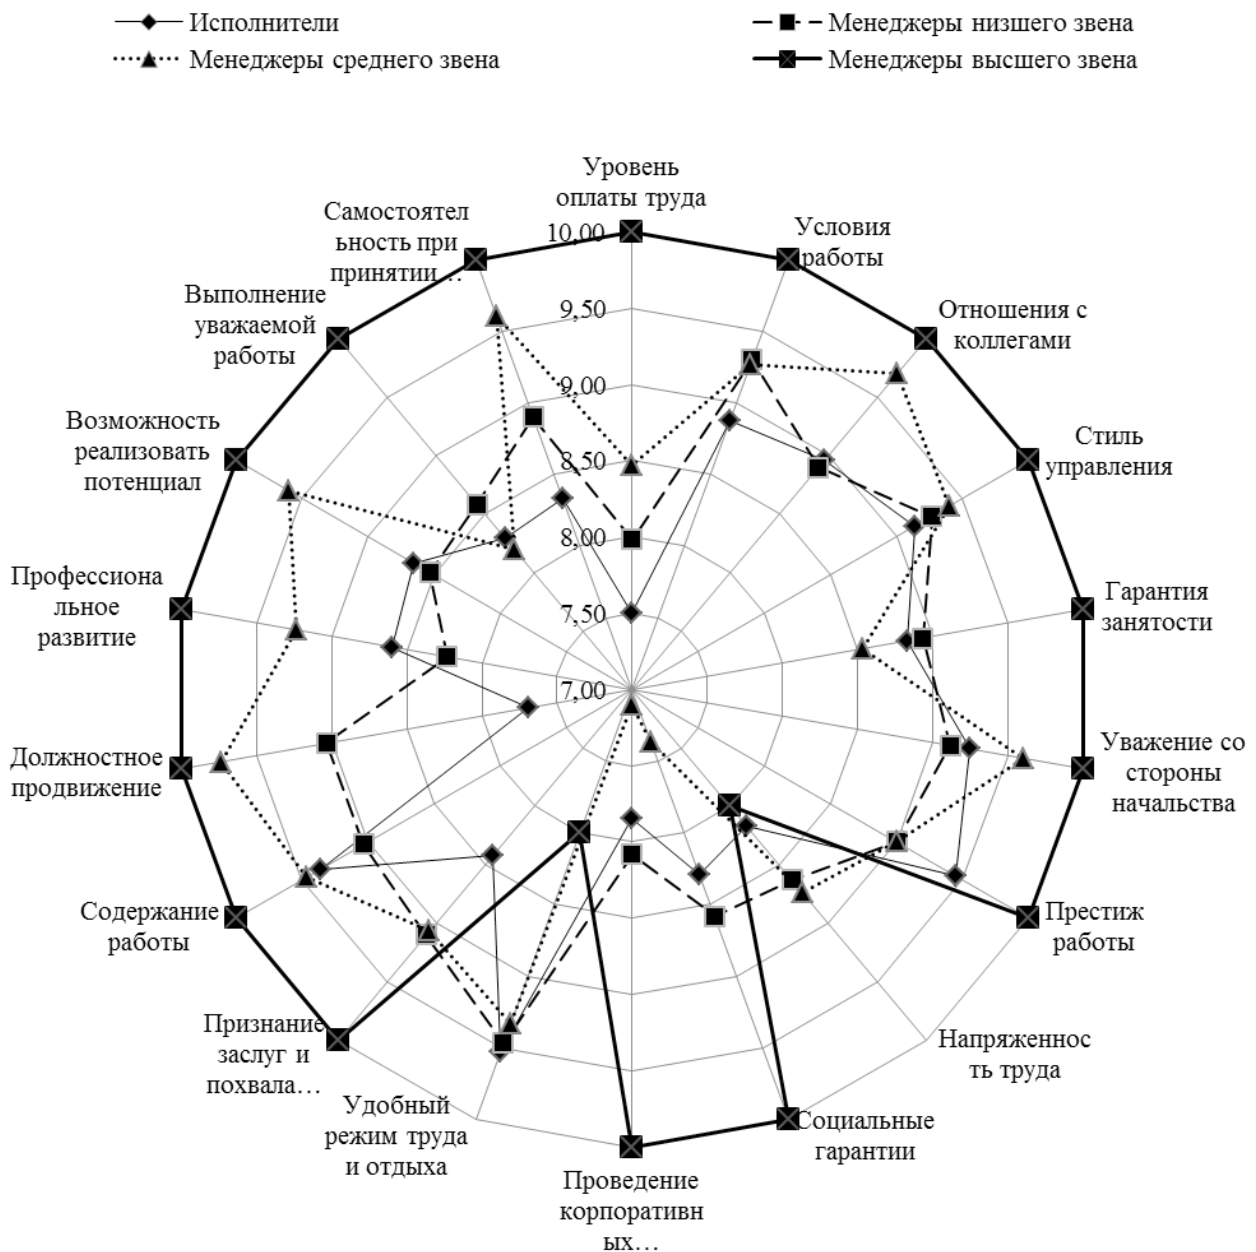 Исполнители
Менеджеры низшего звена
Менеджеры среднего звена
Менеджеры высшего звена
Уровень
оплаты труда
Условия
работы
Отношения с
коллегами
Стиль
управления
Гарантия
занятости
Уважение со
стороны
начальства
Престиж
работы
Напряженнос
ть труда
Социальные
гарантии
Проведение
корпоративн
ых...
Удобный
режим труда
и отдыха
Признание
заслуг и
похвала...
Содержание
работы
Должностное
продвижение
Профессиона
льное
развитие
Возможность
реализовать
потенциал
Выполнение
уважаемой
работы
Самостоятел
ьность при
принятии...
10,00
9,50
9,00
8,50
8,00
7,50
7,00